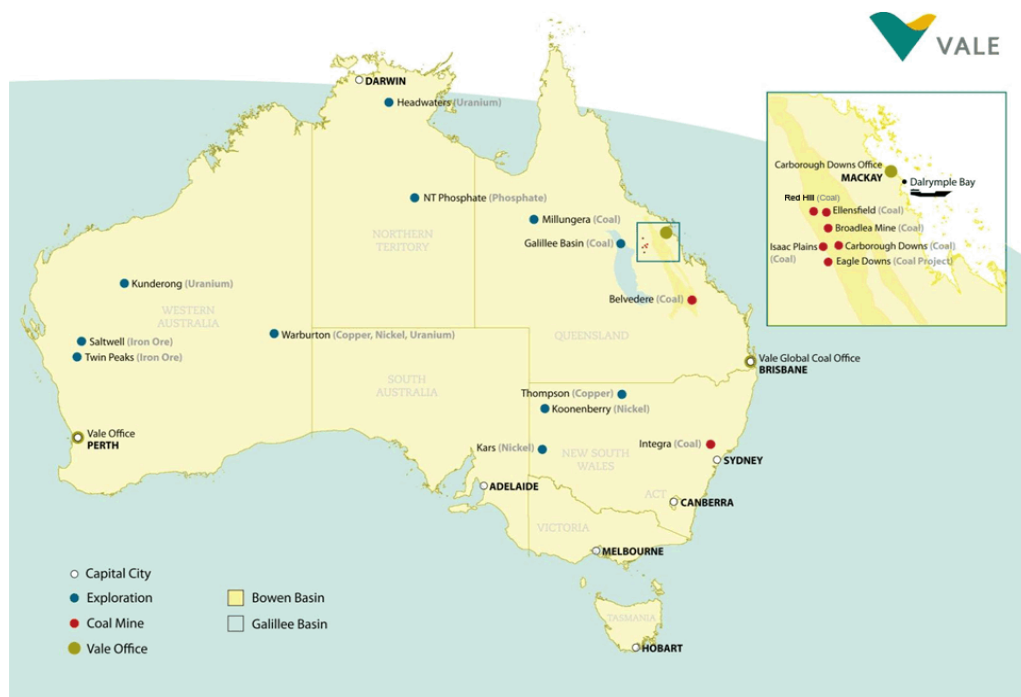 VALE
DARWIN
Headwaters (Uranium)
NT Phosphate (Phosphate)
NORTHERN
TERRITORY
Millungera (Coal)
Galillee Basin (Coal)
Belvedere (Coal)
QUEENSLAND
Kunderong (Uranium)
WESTERN
AUSTRALIA
Saltwell (Iron Ore)
Twin Peaks (Iron Ore)
Warburton (Copper, Nickel, Uranium)
SOUTH
AUSTRALIA
Vale Office
PERTH
Vale Global Coal Office
BRISBANE
Thompson (Copper)
Koonenberry (Nickel)
Kars (Nickel)
Integra (Coal)
NEW SOUTH
WALES
SYDNEY
ADELAIDE
ACT
CANBERRA
VICTORIA
MELBOURNE
TASMANIA
HOBART
Carborough Downs Office
MACKAY
Dalrymple Bay
Red Hill (Coal)
Ellensfield (Coal)
Broadlea Mine (Coal)
Isaac Plains
(Coal)
Carborough Downs (Coal)
Eagle Downs (Coal Project)
Capital City
Exploration
Coal Mine
Vale Office
Bowen Basin
Galillee Basin